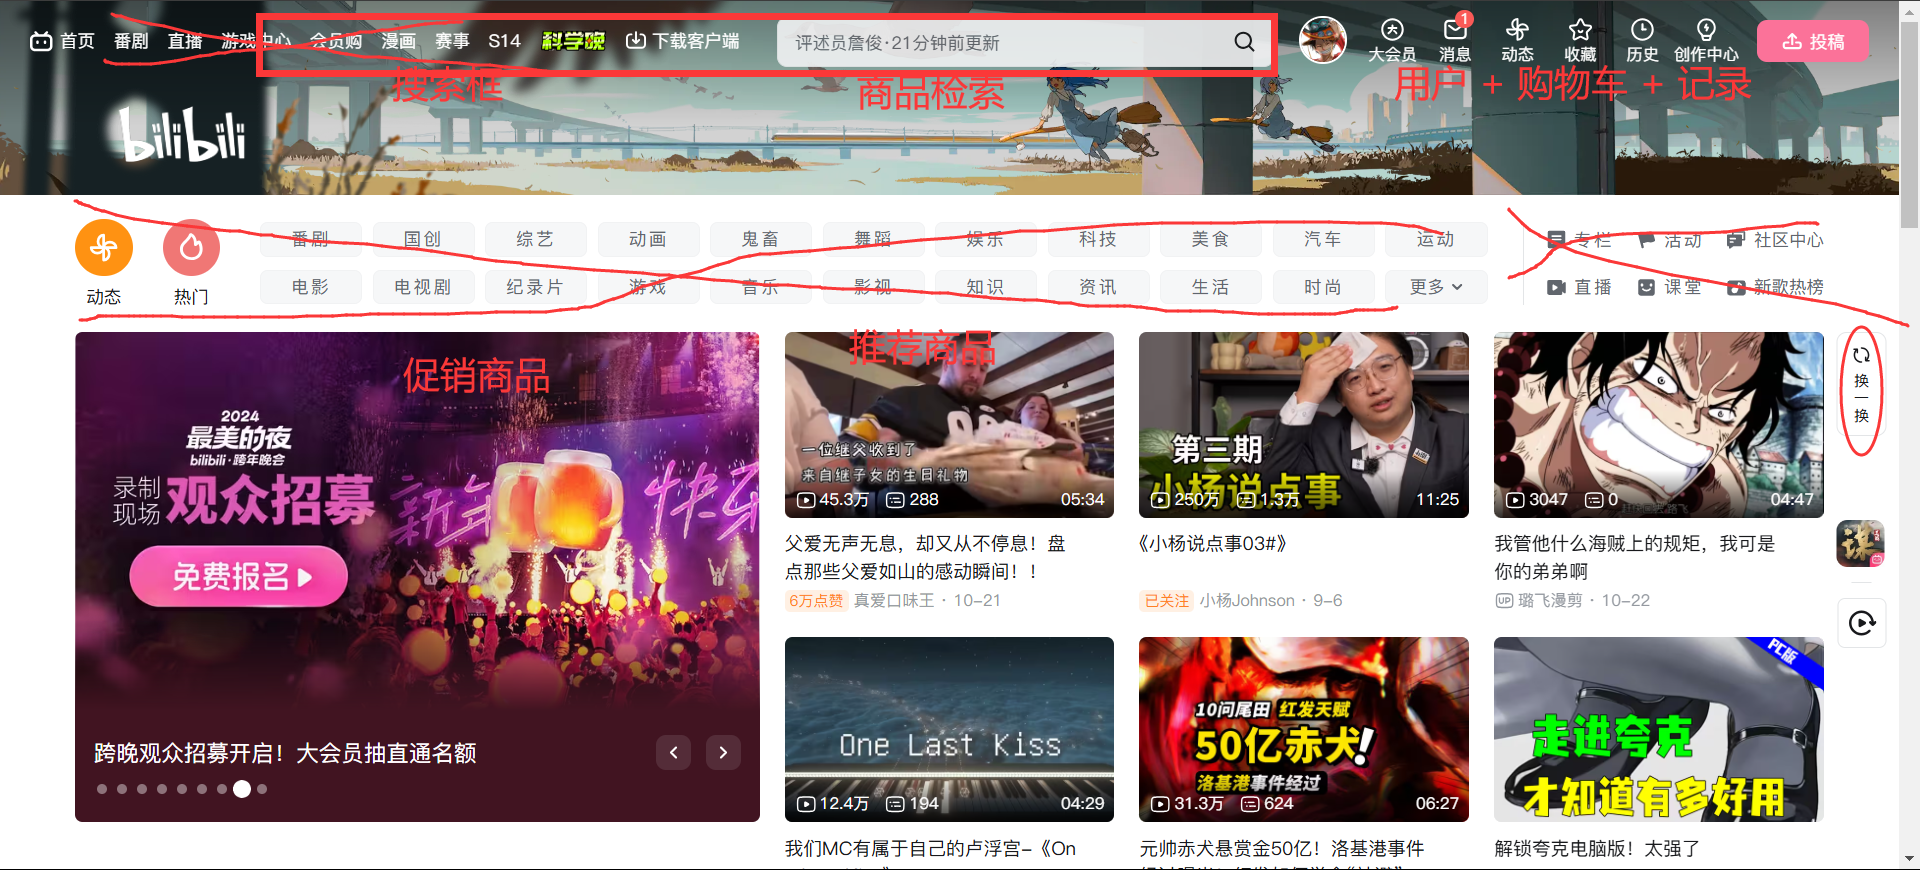 首页 番剧 直播 游戏中心 会员购 漫画 赛事 S14 科学晚 下载客户端
评述员詹俊·21分钟前更新
大会员 消息 1 动态 收藏 历史 创作中心 投稿
搜索框 商品检索 用户 + 购物车 + 记录
bilibili
番剧 国创 综艺 动画 鬼畜 舞蹈 娱乐 科技 美食 汽车 运动 专栏 活动 社区中心
动态 热门 电影 电视剧 纪录片 游戏 音乐 影视 知识 资讯 生活 时尚 更多 直播 课堂 新歌热榜
促销商品
推荐商品
换一换
2024
最美的夜
bilibili·跨年晚会
录制
现场
观众招募
免费报名
新年 快乐
跨晚观众招募开启！大会员抽直通名额
一位继父收到了
来自继子女的生日礼物
45.3万 288 05:34
父爱无声无息，却又从不停息！盘
点那些父爱如山的感动瞬间！！
6万点赞 真爱口味王 · 10-21
第三期
小杨说点事
250万 1.3万 11:25
《小杨说点事03#》
已关注 小杨Johnson · 9-6
3047 0 04:47
我管他什么海贼上的规矩，我可是
你的弟弟啊
UP 璐飞漫剪 · 10-22
谋
One Last Kiss
12.4万 194 04:29
我们MC有属于自己的卢浮宫-《On
10问尾田 红发天赋
50亿赤犬!
洛基港事件经过
31.3万 624 06:27
元帅赤犬悬赏金50亿！洛基港事件
PC版
走进夸克
才知道有多好用
解锁夸克电脑版！太强了